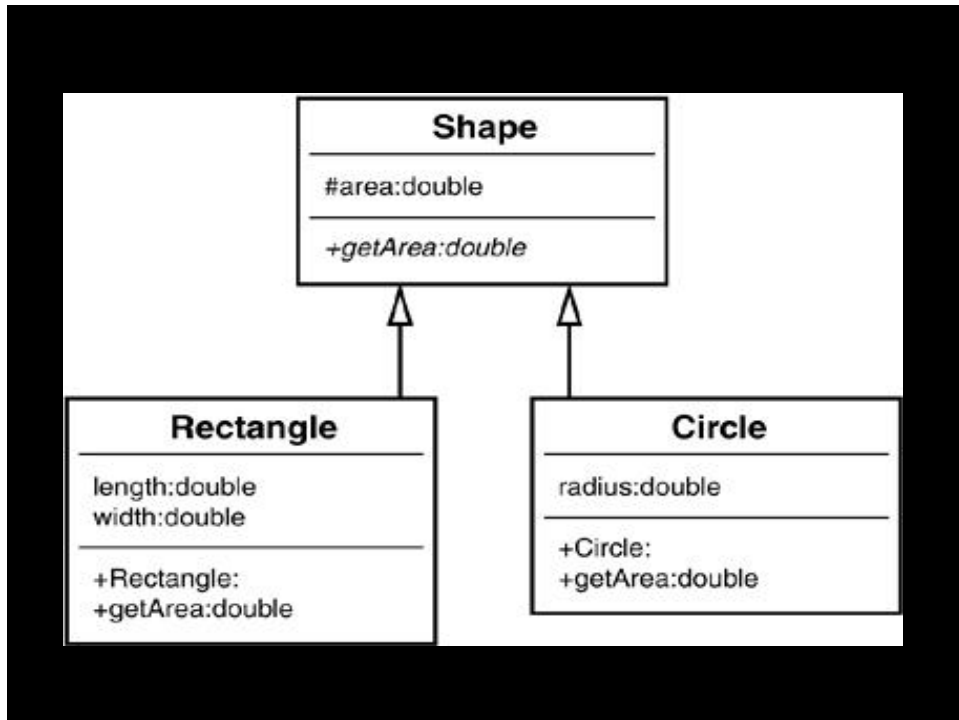 Shape
#area:double
+getArea:double
Rectangle
length:double
width:double
+Rectangle:
+getArea:double
Circle
radius:double
+Circle:
+getArea:double